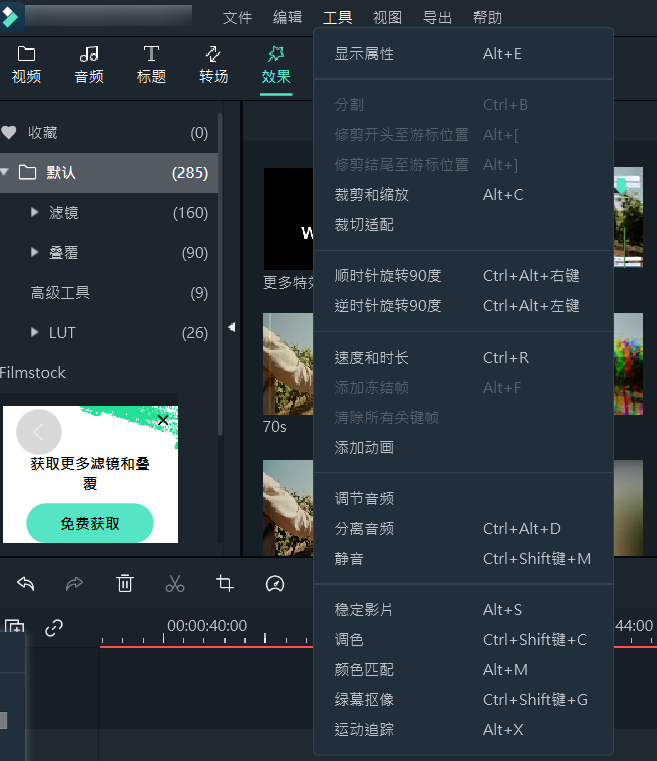 文件 编辑 工具 视图 导出 帮助
视频 音频 标题 转场 效果
收藏 (0)
默认 (285)
滤镜 (160)
叠覆 (90)
高级工具 (9)
LUT (26)
Filmstock
获取更多滤镜和叠
覆
免费获取
W
更多特效
70s
显示属性 Alt+E
分割 Ctrl+B
修剪开头至游标位置 Alt+[
修剪结尾至游标位置 Alt+]
裁剪和缩放 Alt+C
裁切适配
顺时针旋转90度 Ctrl+Alt+右键
逆时针旋转90度 Ctrl+Alt+左键
速度和时长 Ctrl+R
添加冻结帧 Alt+F
清除所有关键帧
添加动画
调节音频
分离音频 Ctrl+Alt+D
静音 Ctrl+Shift键+M
稳定影片 Alt+S
调色 Ctrl+Shift键+C
颜色匹配 Alt+M
绿幕抠像 Ctrl+Shift键+G
运动追踪 Alt+X
00:00:40:00
44:00